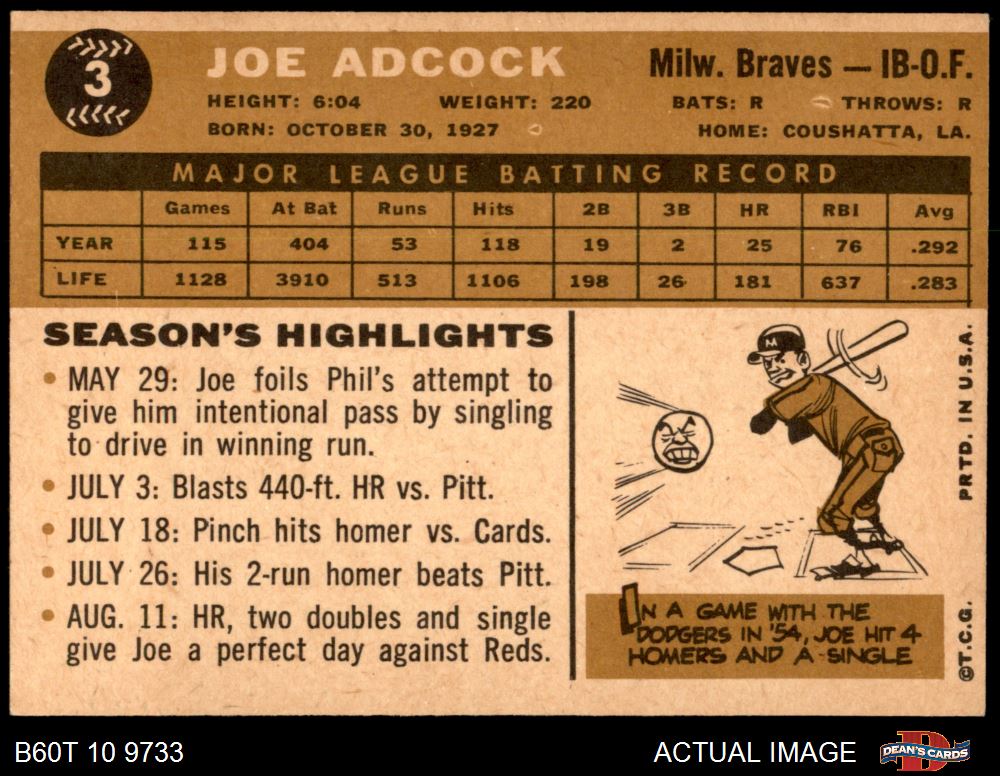 3
JOE ADCOCK
Milw. Braves — IB-O.F.
HEIGHT: 6:04 WEIGHT: 220 BATS: R THROWS: R
BORN: OCTOBER 30, 1927 HOME: COUSHATTA, LA.
MAJOR LEAGUE BATTING RECORD
Games At Bat Runs Hits 2B 3B HR RBI Avg
YEAR 115 404 53 118 19 2 25 76 .292
LIFE 1128 3910 513 1106 198 26 181 637 .283
SEASON'S HIGHLIGHTS
• MAY 29: Joe foils Phil's attempt to
give him intentional pass by singling
to drive in winning run.
• JULY 3: Blasts 440-ft. HR vs. Pitt.
• JULY 18: Pinch hits homer vs. Cards.
• JULY 26: His 2-run homer beats Pitt.
• AUG. 11: HR, two doubles and single
give Joe a perfect day against Reds.
M
IN A GAME WITH THE
DODGERS IN '54, JOE HIT 4
HOMERS AND A SINGLE
©T.C.G. PRTD. IN U.S.A.
B60T 10 9733
ACTUAL IMAGE
DEAN'S CARDS